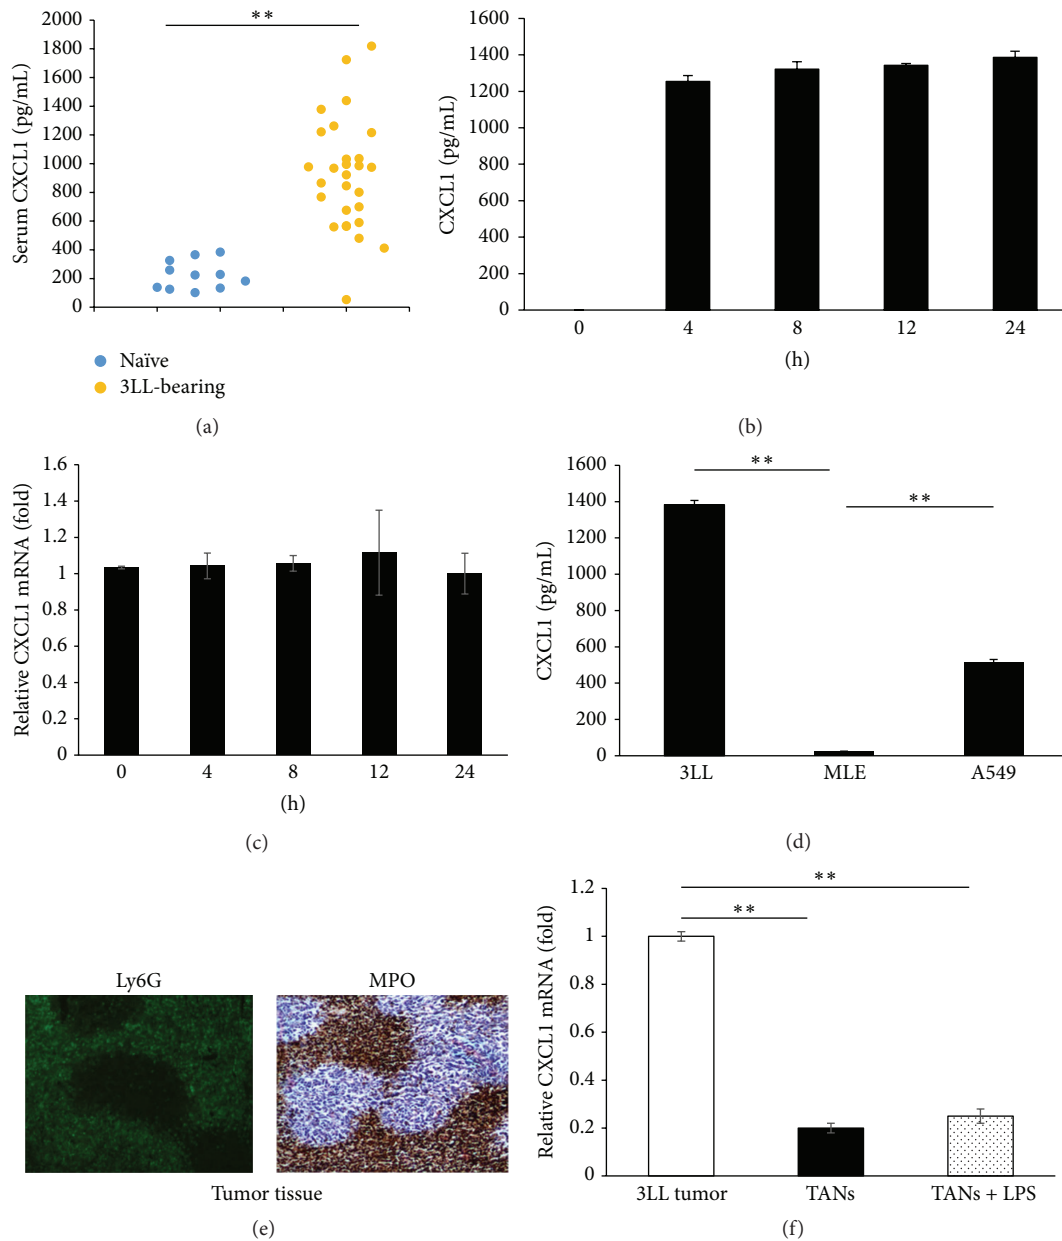 **
2000
1800
1600
1400
1200
1000
800
600
400
200
0
Serum CXCL1 (pg/mL)
Naïve
3LL-bearing
(a)
1600
1400
1200
1000
800
600
400
200
0
CXCL1 (pg/mL)
0 4 8 12 24
(h)
(b)
1.6
1.4
1.2
1
0.8
0.6
0.4
0.2
0
Relative CXCL1 mRNA (fold)
0 4 8 12 24
(h)
(c)
**
**
1600
1400
1200
1000
800
600
400
200
0
CXCL1 (pg/mL)
3LL MLE A549
(d)
Ly6G MPO
Tumor tissue
(e)
**
**
1.2
1
0.8
0.6
0.4
0.2
0
Relative CXCL1 mRNA (fold)
3LL tumor TANs TANs + LPS
(f)